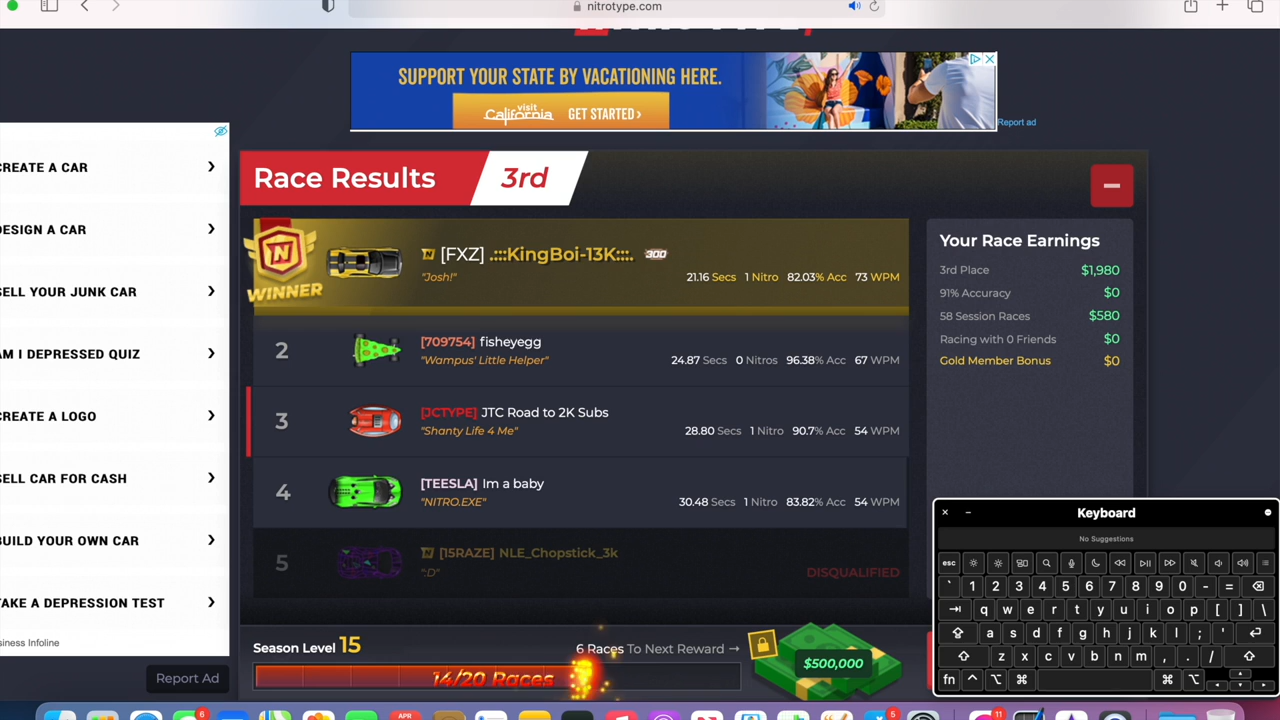 nitrotype.com
SUPPORT YOUR STATE BY VACATIONING HERE.
visit California GET STARTED ›
Report ad
CREATE A CAR
DESIGN A CAR
SELL YOUR JUNK CAR
AM I DEPRESSED QUIZ
CREATE A LOGO
SELL CAR FOR CASH
BUILD YOUR OWN CAR
TAKE A DEPRESSION TEST
Business Infoline
Report Ad
Race Results 3rd
WINNER
N [FXZ] .:::KingBoi-13K:::. 300
"Josh!" 21.16 Secs 1 Nitro 82.03% Acc 73 WPM
2 [709754] fisheyegg
"Wampus' Little Helper" 24.87 Secs 0 Nitros 96.38% Acc 67 WPM
3 [JCTYPE] JTC Road to 2K Subs
"Shanty Life 4 Me" 28.80 Secs 1 Nitro 90.7% Acc 54 WPM
4 [TEESLA] Im a baby
"NITRO.EXE" 30.48 Secs 1 Nitro 83.82% Acc 54 WPM
5 N [15RAZE] NLE_Chopstick_3k
":D" DISQUALIFIED
Your Race Earnings
3rd Place $1,980
91% Accuracy $0
58 Session Races $580
Racing with 0 Friends $0
Gold Member Bonus $0
Season Level 15
6 Races To Next Reward →
14/20 Races
$500,000
Keyboard
No Suggestions
esc
` 1 2 3 4 5 6 7 8 9 0 - =
q w e r t y u i o p [ ] \
a s d f g h j k l ; '
z x c v b n m , . /
fn
APR
6
5
11